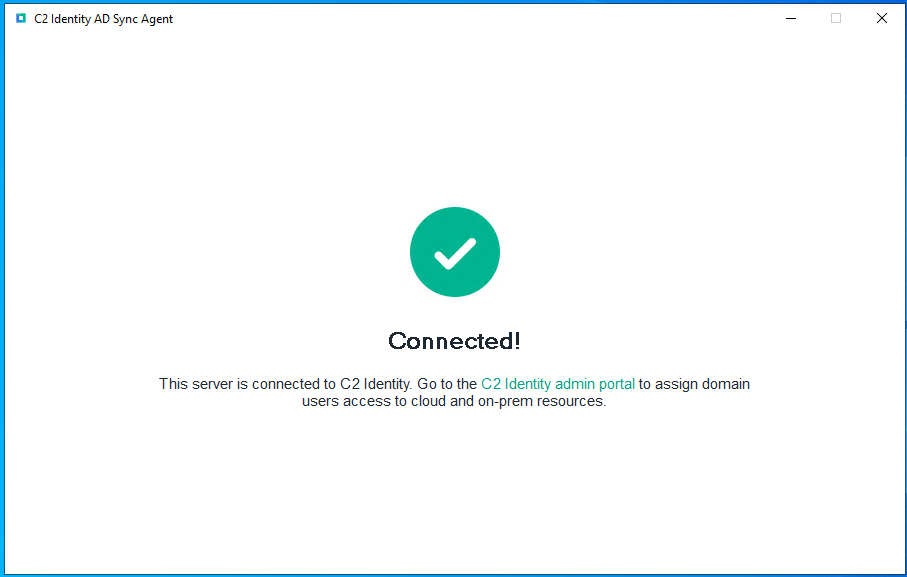 C2 Identity AD Sync Agent
Connected!
This server is connected to C2 Identity. Go to the C2 Identity admin portal to assign domain
users access to cloud and on-prem resources.